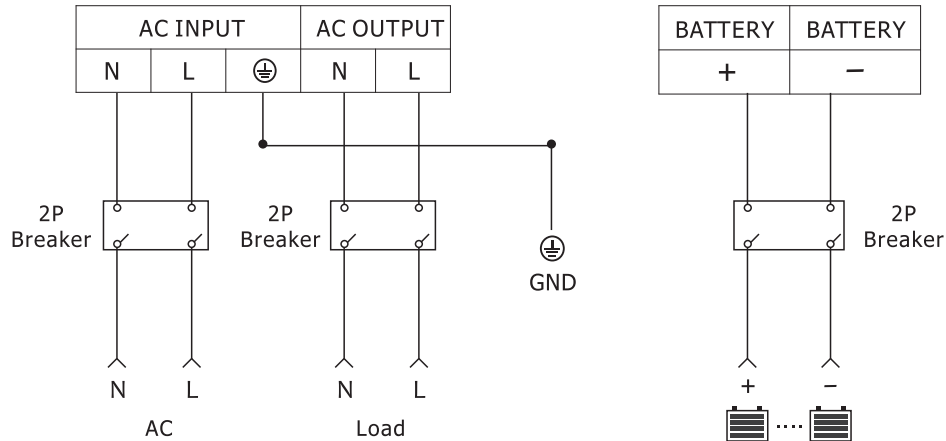 AC INPUT AC OUTPUT BATTERY BATTERY
N L N L + −
2P Breaker
2P Breaker
2P Breaker
GND
N L N L + −
AC Load